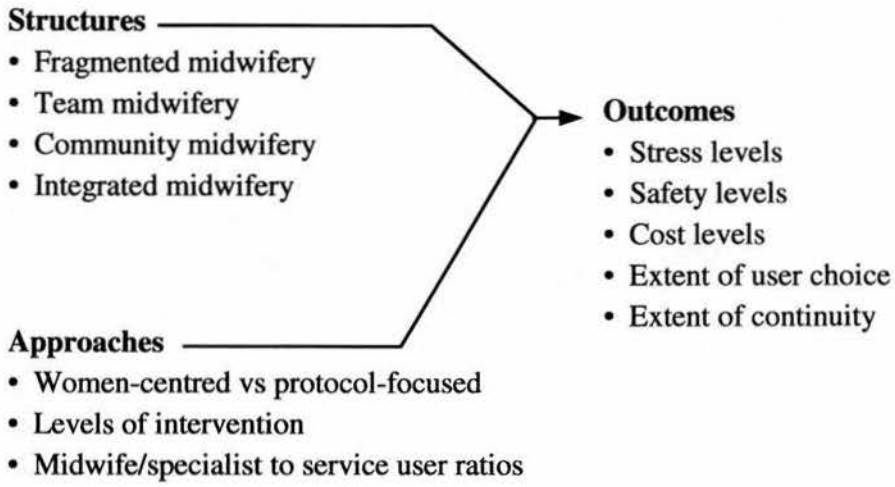 Structures
• Fragmented midwifery
• Team midwifery
• Community midwifery
• Integrated midwifery
Outcomes
• Stress levels
• Safety levels
• Cost levels
• Extent of user choice
• Extent of continuity
Approaches
• Women-centred vs protocol-focused
• Levels of intervention
• Midwife/specialist to service user ratios